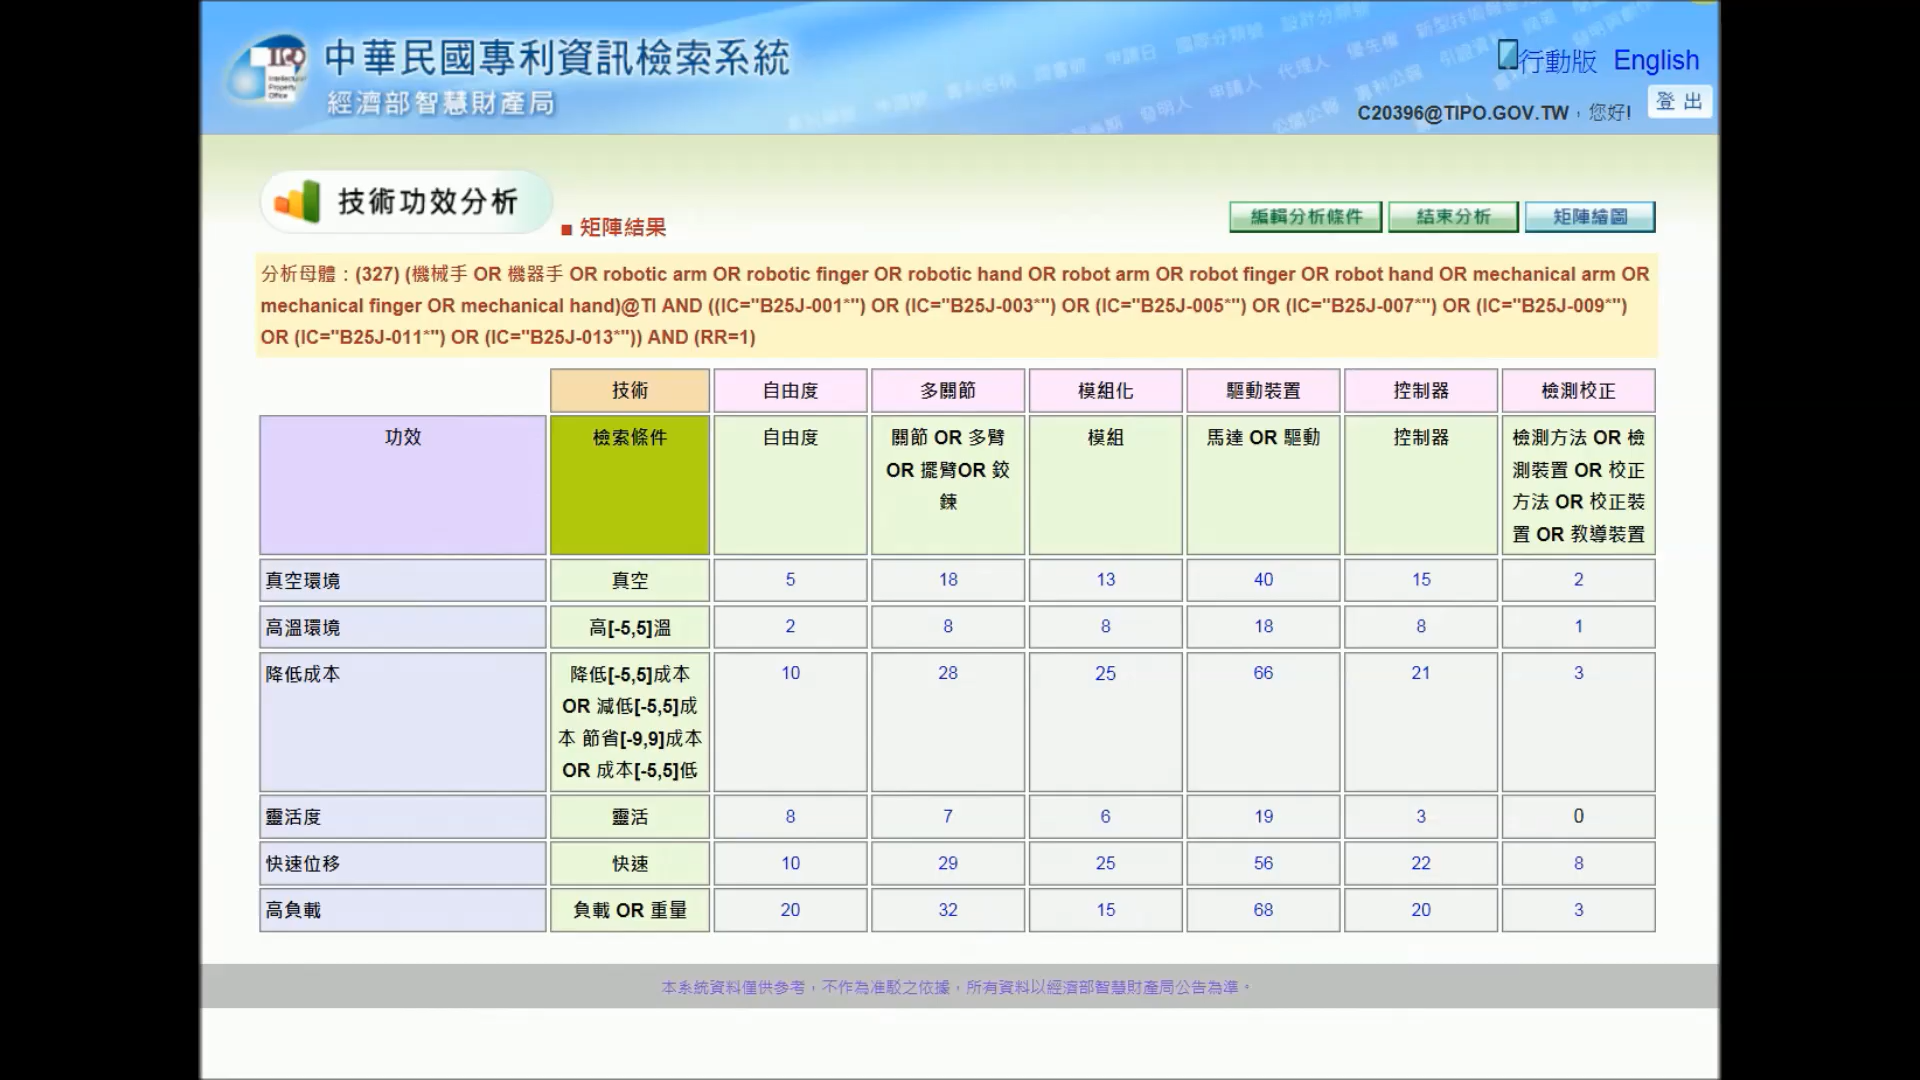 中華民國專利資訊檢索系統
經濟部智慧財產局
TIPO
Intellectual
Property
Office
行動版 English
C20396@TIPO.GOV.TW，您好!
登出
技術功效分析
矩陣結果
編輯分析條件 結束分析 矩陣繪圖
分析母體：(327) (機械手 OR 機器手 OR robotic arm OR robotic finger OR robotic hand OR robot arm OR robot finger OR robot hand OR mechanical arm OR
mechanical finger OR mechanical hand)@TI AND ((IC="B25J-001*") OR (IC="B25J-003*") OR (IC="B25J-005*") OR (IC="B25J-007*") OR (IC="B25J-009*")
OR (IC="B25J-011*") OR (IC="B25J-013*")) AND (RR=1)
技術 自由度 多關節 模組化 驅動裝置 控制器 檢測校正
功效 檢索條件 自由度 關節 OR 多臂 模組 馬達 OR 驅動 控制器 檢測方法 OR 檢
OR 擺臂OR 鉸 測裝置 OR 校正
鍊 方法 OR 校正裝
置 OR 教導裝置
真空環境 真空 5 18 13 40 15 2
高溫環境 高[-5,5]溫 2 8 8 18 8 1
降低成本 降低[-5,5]成本 10 28 25 66 21 3
OR 減低[-5,5]成
本 節省[-9,9]成本
OR 成本[-5,5]低
靈活度 靈活 8 7 6 19 3 0
快速位移 快速 10 29 25 56 22 8
高負載 負載 OR 重量 20 32 15 68 20 3
本系統資料僅供參考，不作為准駁之依據，所有資料以經濟部智慧財產局公告為準。